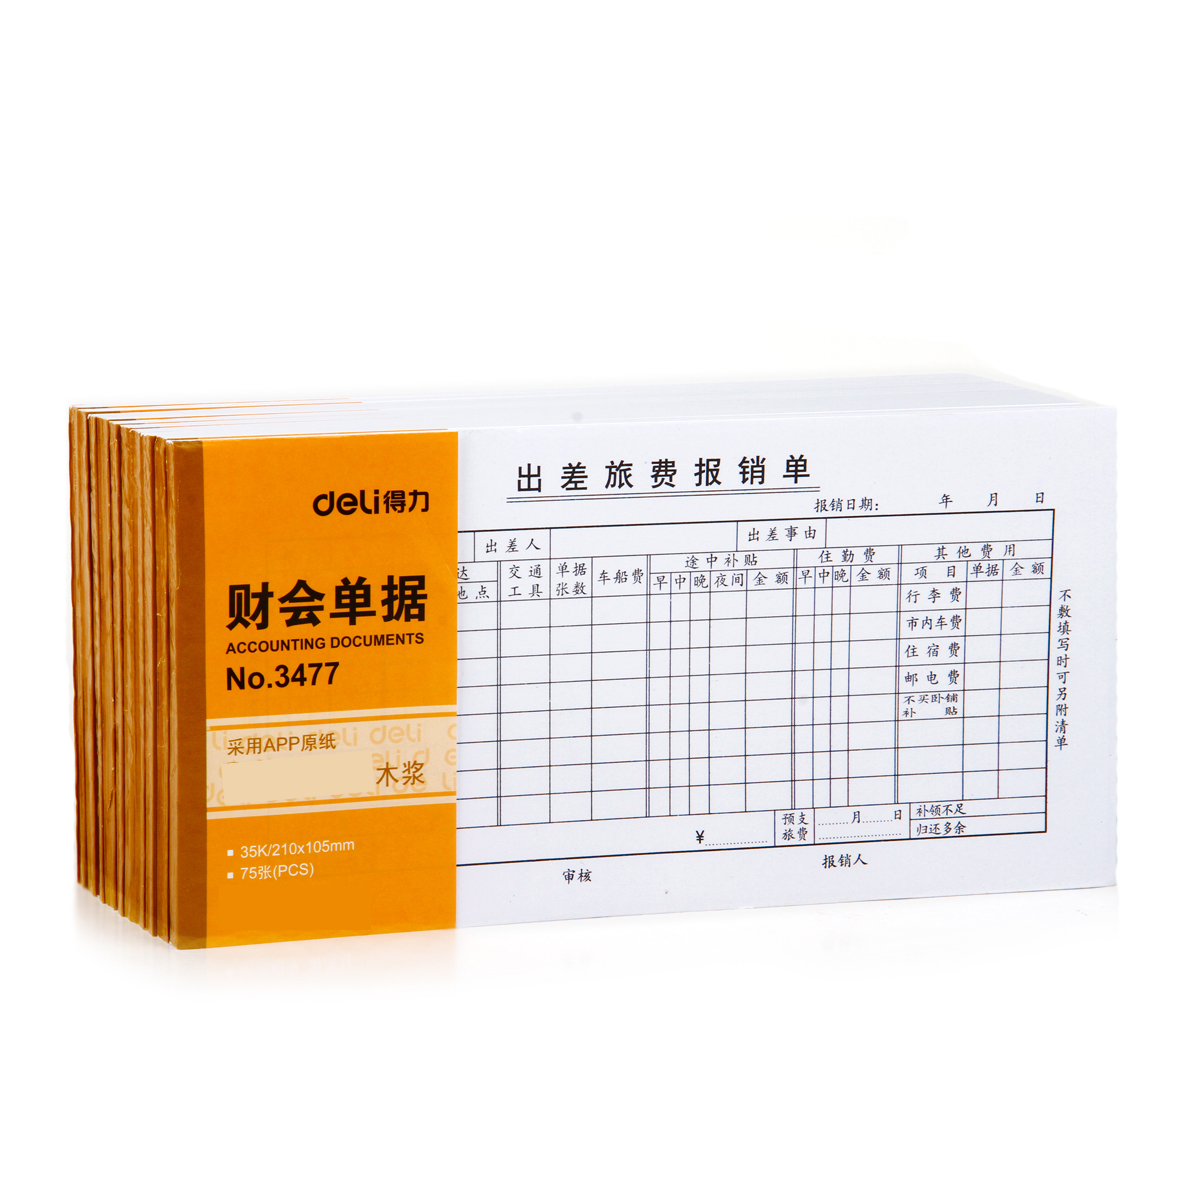 deli得力
财会单据
ACCOUNTING DOCUMENTS
No.3477
采用APP原纸
木浆
35K/210x105mm
75张(PCS)
出差旅费报销单
报销日期： 年 月 日
出差人 出差事由
达 交通 单据 车船费 途中补贴 住勤费 其他费用
地点 工具 张数 早 中 晚 夜间 金额 早 中 晚 金额 项目 单据 金额
行李费
市内车费
住宿费
邮电费
不买卧铺
补贴
¥ 预支 月 日 补领不足
旅费 归还多余
审核 报销人
不敷填写时可另附清单